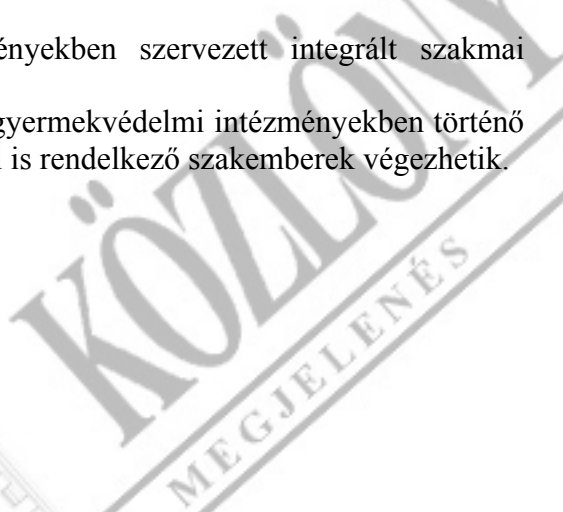 ényekben szervezett integrált szakmai
gyermekvédelmi intézményekben történő
is rendelkező szakemberek végezhetik.
KÖZLÖNY
MEGJELENÉS